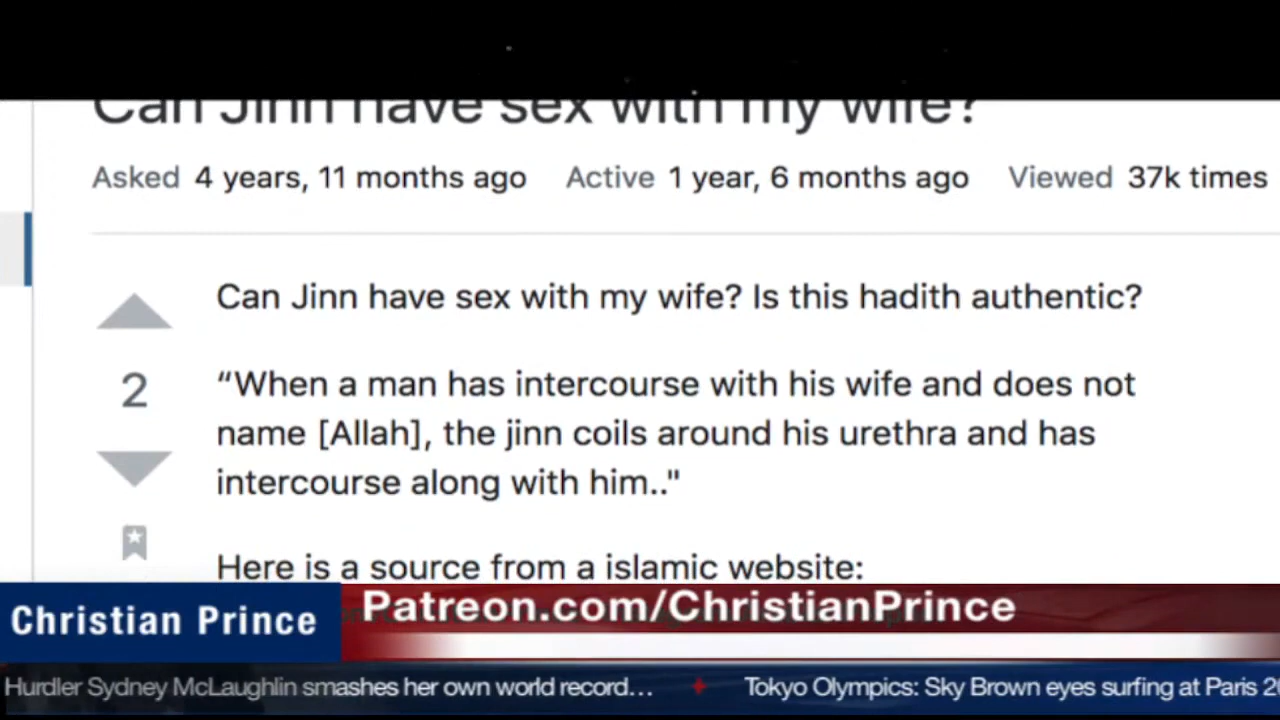 Can Jinn have sex with my wife?
Asked 4 years, 11 months ago Active 1 year, 6 months ago Viewed 37k times
Can Jinn have sex with my wife? Is this hadith authentic?
“When a man has intercourse with his wife and does not
2
name [Allah], the jinn coils around his urethra and has
intercourse along with him.."
Here is a source from a islamic website:
Christian Prince
Patreon.com/ChristianPrince
Hurdler Sydney McLaughlin smashes her own world record... Tokyo Olympics: Sky Brown eyes surfing at Paris